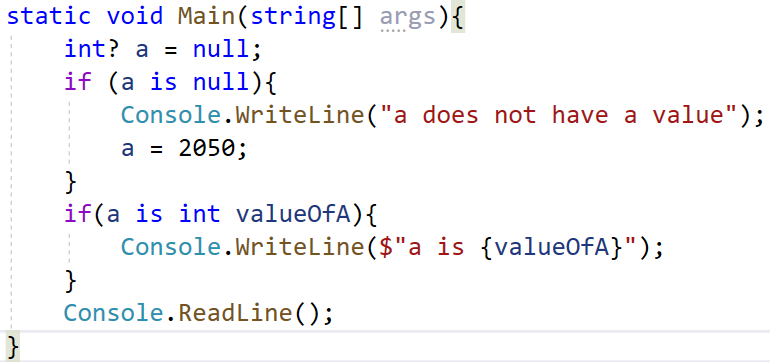 static void Main(string[] args){
    int? a = null;
    if (a is null){
        Console.WriteLine("a does not have a value");
        a = 2050;
    }
    if(a is int valueOfA){
        Console.WriteLine($"a is {valueOfA}");
    }
    Console.ReadLine();
}